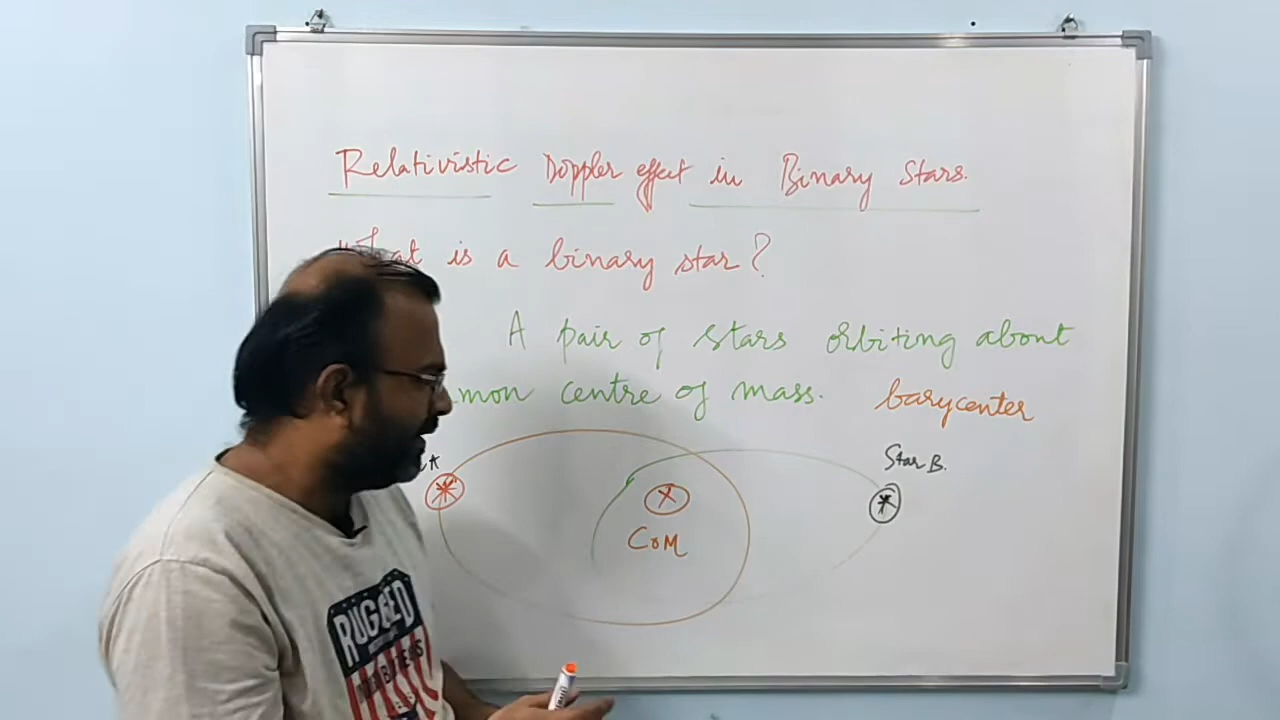 Relativistic Doppler effect in Binary Stars.
What is a binary star?
A pair of stars orbiting about
mon centre of mass. barycenter
A Star B.
COM
RUGGED